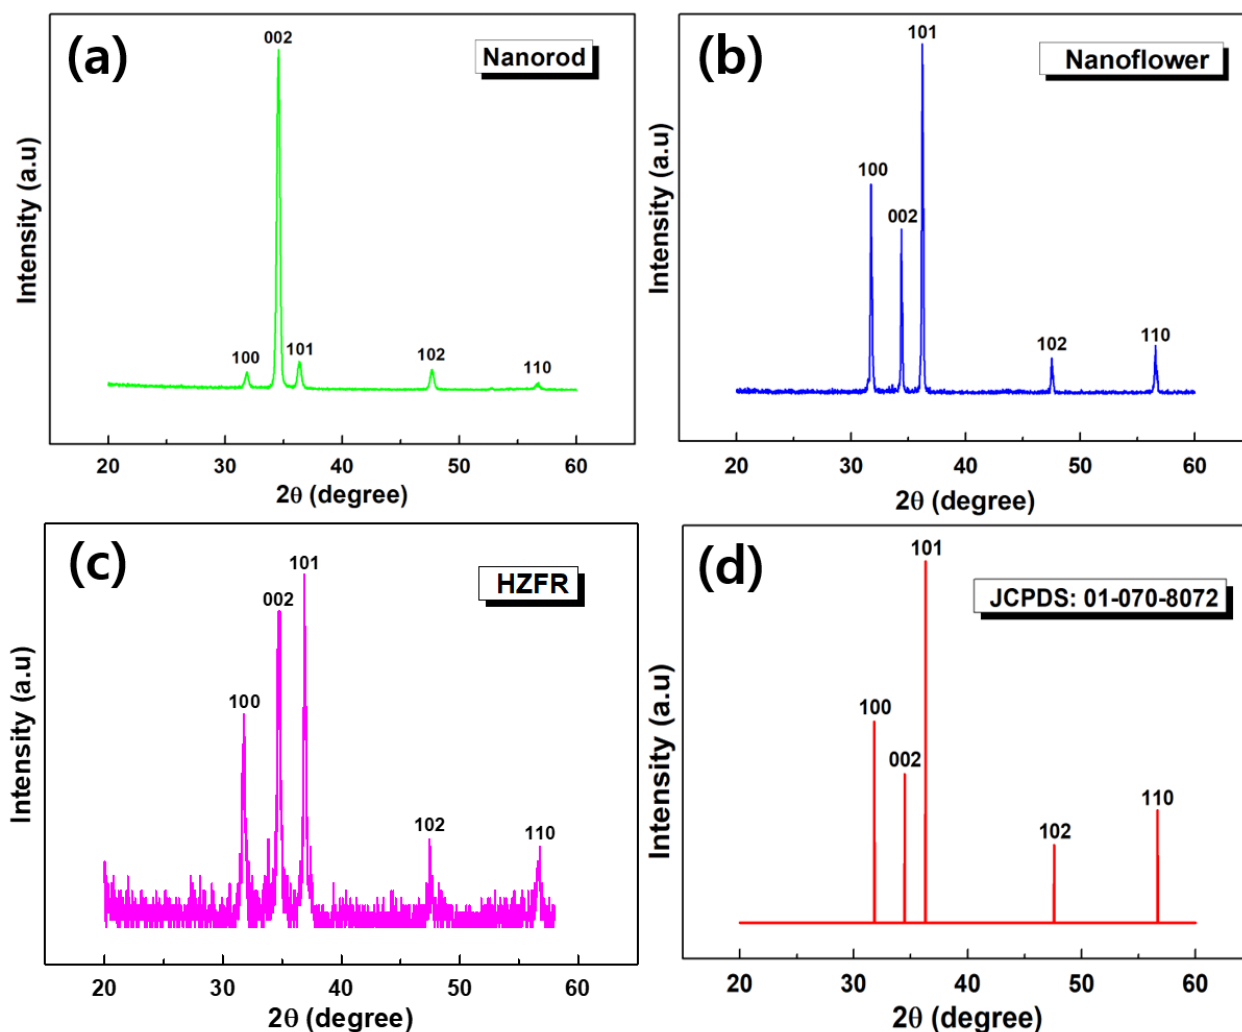 (a)
002
Nanorod
100
101
102
110
Intensity (a.u)
20 30 40 50 60
2θ (degree)
(b)
101
Nanoflower
100
002
102
110
Intensity (a.u)
20 30 40 50 60
2θ (degree)
(c)
101
HZFR
002
100
102
110
Intensity (a.u)
20 30 40 50 60
2θ (degree)
(d)
101
JCPDS: 01-070-8072
100
002
102
110
Intensity (a.u)
20 30 40 50 60
2θ (degree)